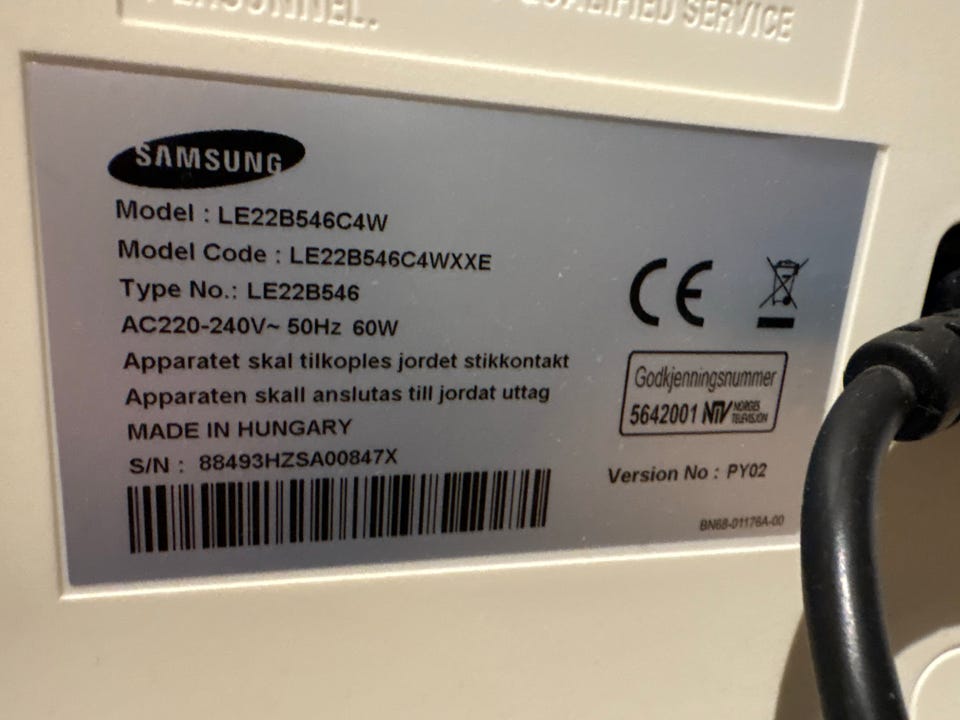 PERSONNEL.
QUALIFIED SERVICE
SAMSUNG
Model : LE22B546C4W
Model Code : LE22B546C4WXXE
Type No.: LE22B546
AC220-240V~ 50Hz 60W
Apparatet skal tilkoples jordet stikkontakt
Apparaten skall anslutas till jordat uttag
MADE IN HUNGARY
S/N : 88493HZSA00847X
CE
Godkjenningsnummer
5642001 NTV NORGES
TELEVISJON
Version No : PY02
BN68-01176A-00